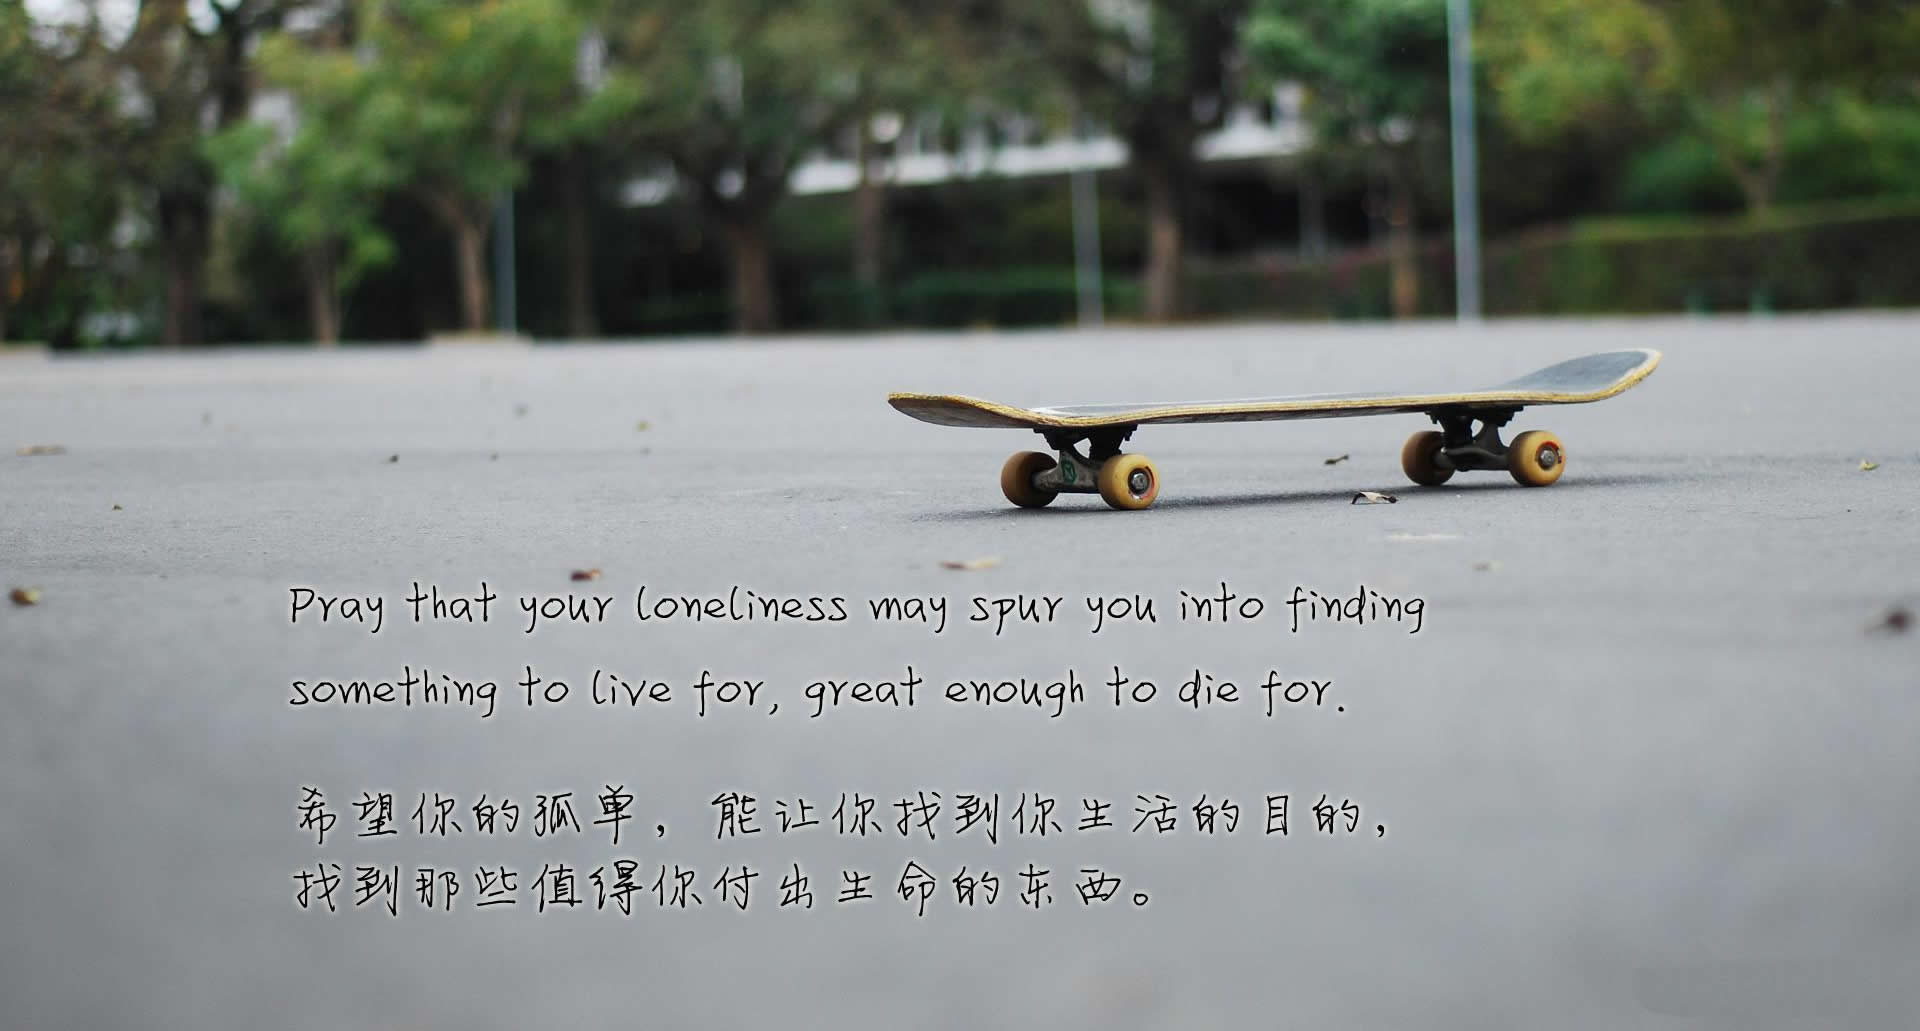 Pray that your loneliness may spur you into finding
something to live for, great enough to die for.
希望你的孤单，能让你找到你生活的目的，
找到那些值得你付出生命的东西。